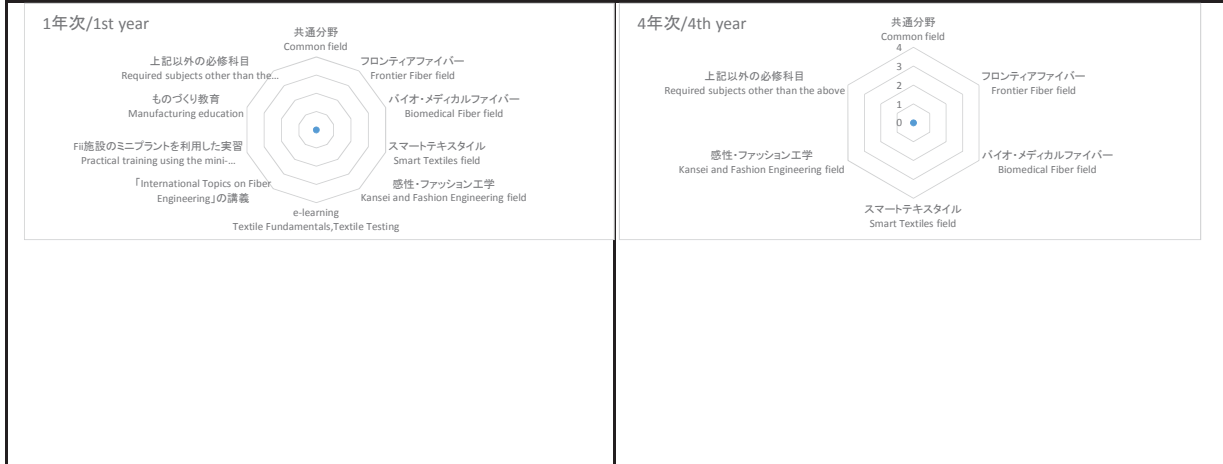 1年次/1st year
共通分野
Common field
フロンティアファイバー
Frontier Fiber field
バイオ・メディカルファイバー
Biomedical Fiber field
スマートテキスタイル
Smart Textiles field
感性・ファッション工学
Kansei and Fashion Engineering field
e-learning
Textile Fundamentals,Textile Testing
「International Topics on Fiber
Engineering」の講義
Fii施設のミニプラントを利用した実習
Practical training using the mini-…
ものづくり教育
Manufacturing education
上記以外の必修科目
Required subjects other than the…
4年次/4th year
共通分野
Common field
4
3
2
1
0
フロンティアファイバー
Frontier Fiber field
バイオ・メディカルファイバー
Biomedical Fiber field
スマートテキスタイル
Smart Textiles field
感性・ファッション工学
Kansei and Fashion Engineering field
上記以外の必修科目
Required subjects other than the above